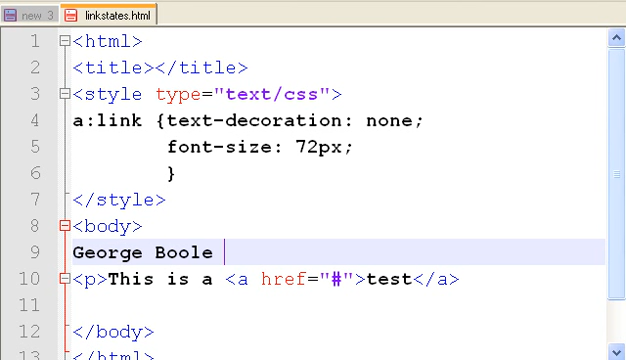 new 3 linkstates.html
1 <html>
2 <title></title>
3 <style type="text/css">
4 a:link {text-decoration: none;
5 font-size: 72px;
6 }
7 </style>
8 <body>
9 George Boole
10 <p>This is a <a href="#">test</a>
11
12 </body>
13 </html>